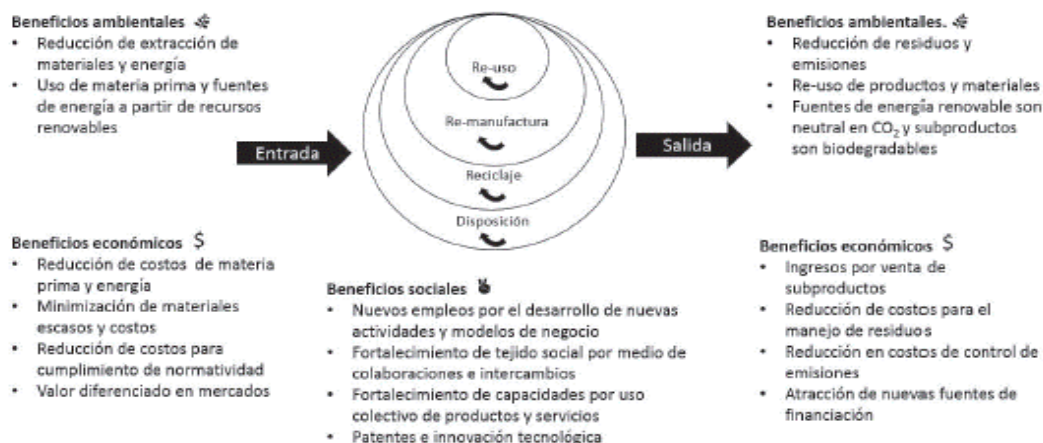 Beneficios ambientales
• Reducción de extracción de
materiales y energía
• Uso de materia prima y fuentes
de energía a partir de recursos
renovables
Entrada
Beneficios económicos $
• Reducción de costos de materia
prima y energía
• Minimización de materiales
escasos y costos
• Reducción de costos para
cumplimiento de normatividad
• Valor diferenciado en mercados
Re-uso
Re-manufactura
Reciclaje
Disposición
Beneficios sociales
• Nuevos empleos por el desarrollo de nuevas
actividades y modelos de negocio
• Fortalecimiento de tejido social por medio de
colaboraciones e intercambios
• Fortalecimiento de capacidades por uso
colectivo de productos y servicios
• Patentes e innovación tecnológica
Salida
Beneficios ambientalles.
• Reducción de residuos y
emisiones
• Re-uso de productos y materiales
• Fuentes de energía renovable son
neutral en CO₂ y subproductos
son biodegradables
Beneficios económicos $
• Ingresos por venta de
subproductos
• Reducción de costos para el
manejo de residuos
• Reducción en costos de control de
emisiones
• Atracción de nuevas fuentes de
financiación